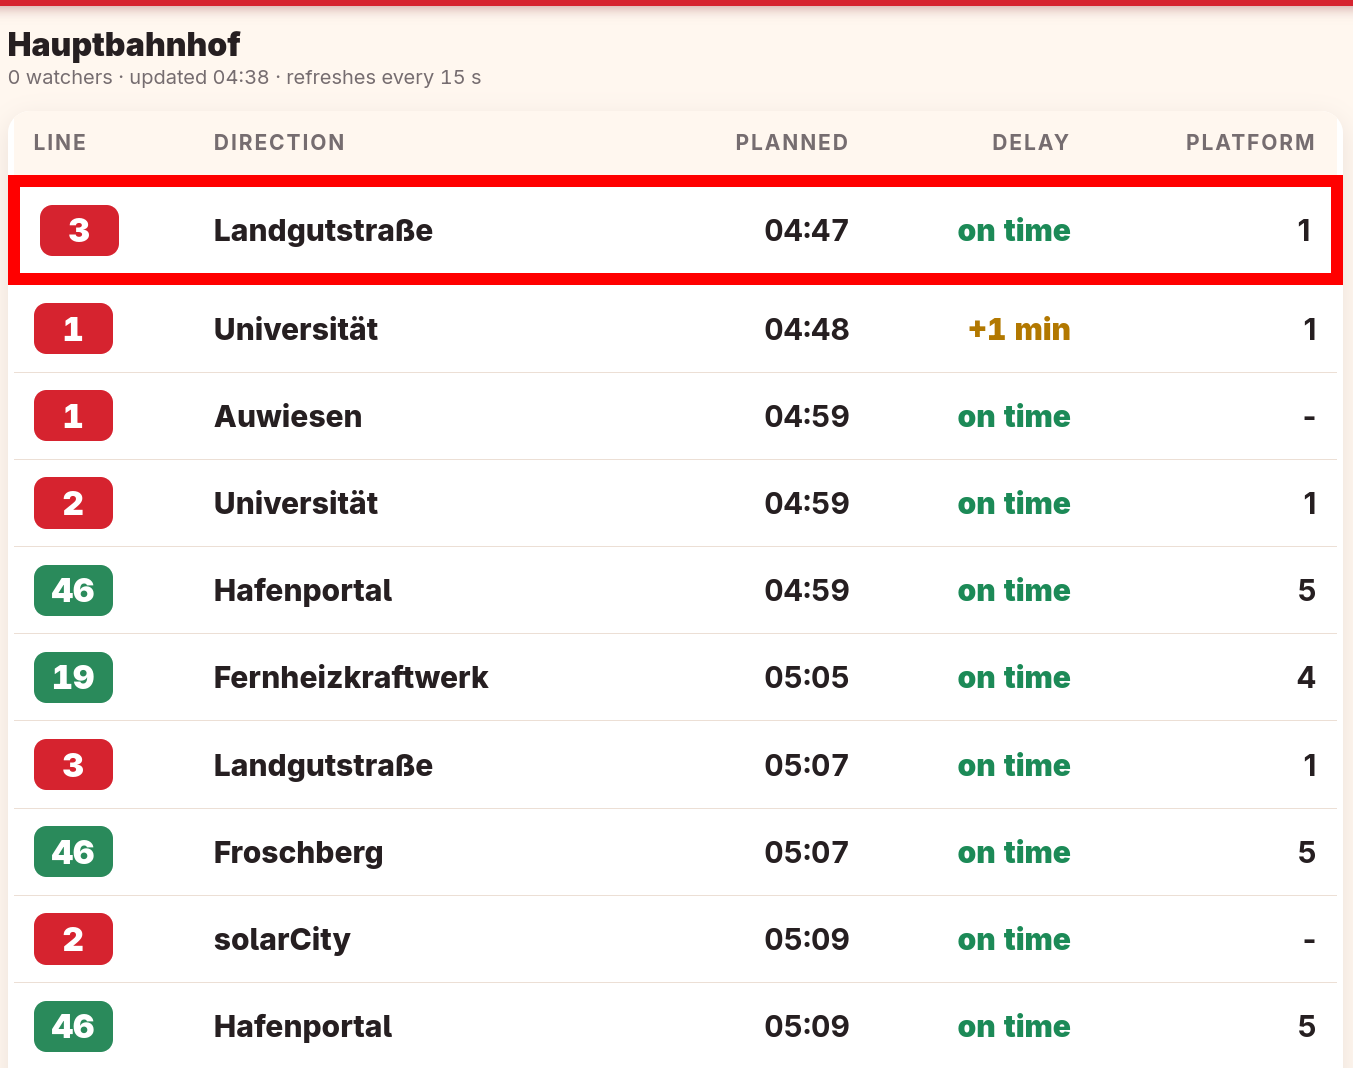 Hauptbahnhof
0 watchers · updated 04:38 · refreshes every 15 s
LINE DIRECTION PLANNED DELAY PLATFORM
3 Landgutstraße 04:47 on time 1
1 Universität 04:48 +1 min 1
1 Auwiesen 04:59 on time -
2 Universität 04:59 on time 1
46 Hafenportal 04:59 on time 5
19 Fernheizkraftwerk 05:05 on time 4
3 Landgutstraße 05:07 on time 1
46 Froschberg 05:07 on time 5
2 solarCity 05:09 on time -
46 Hafenportal 05:09 on time 5